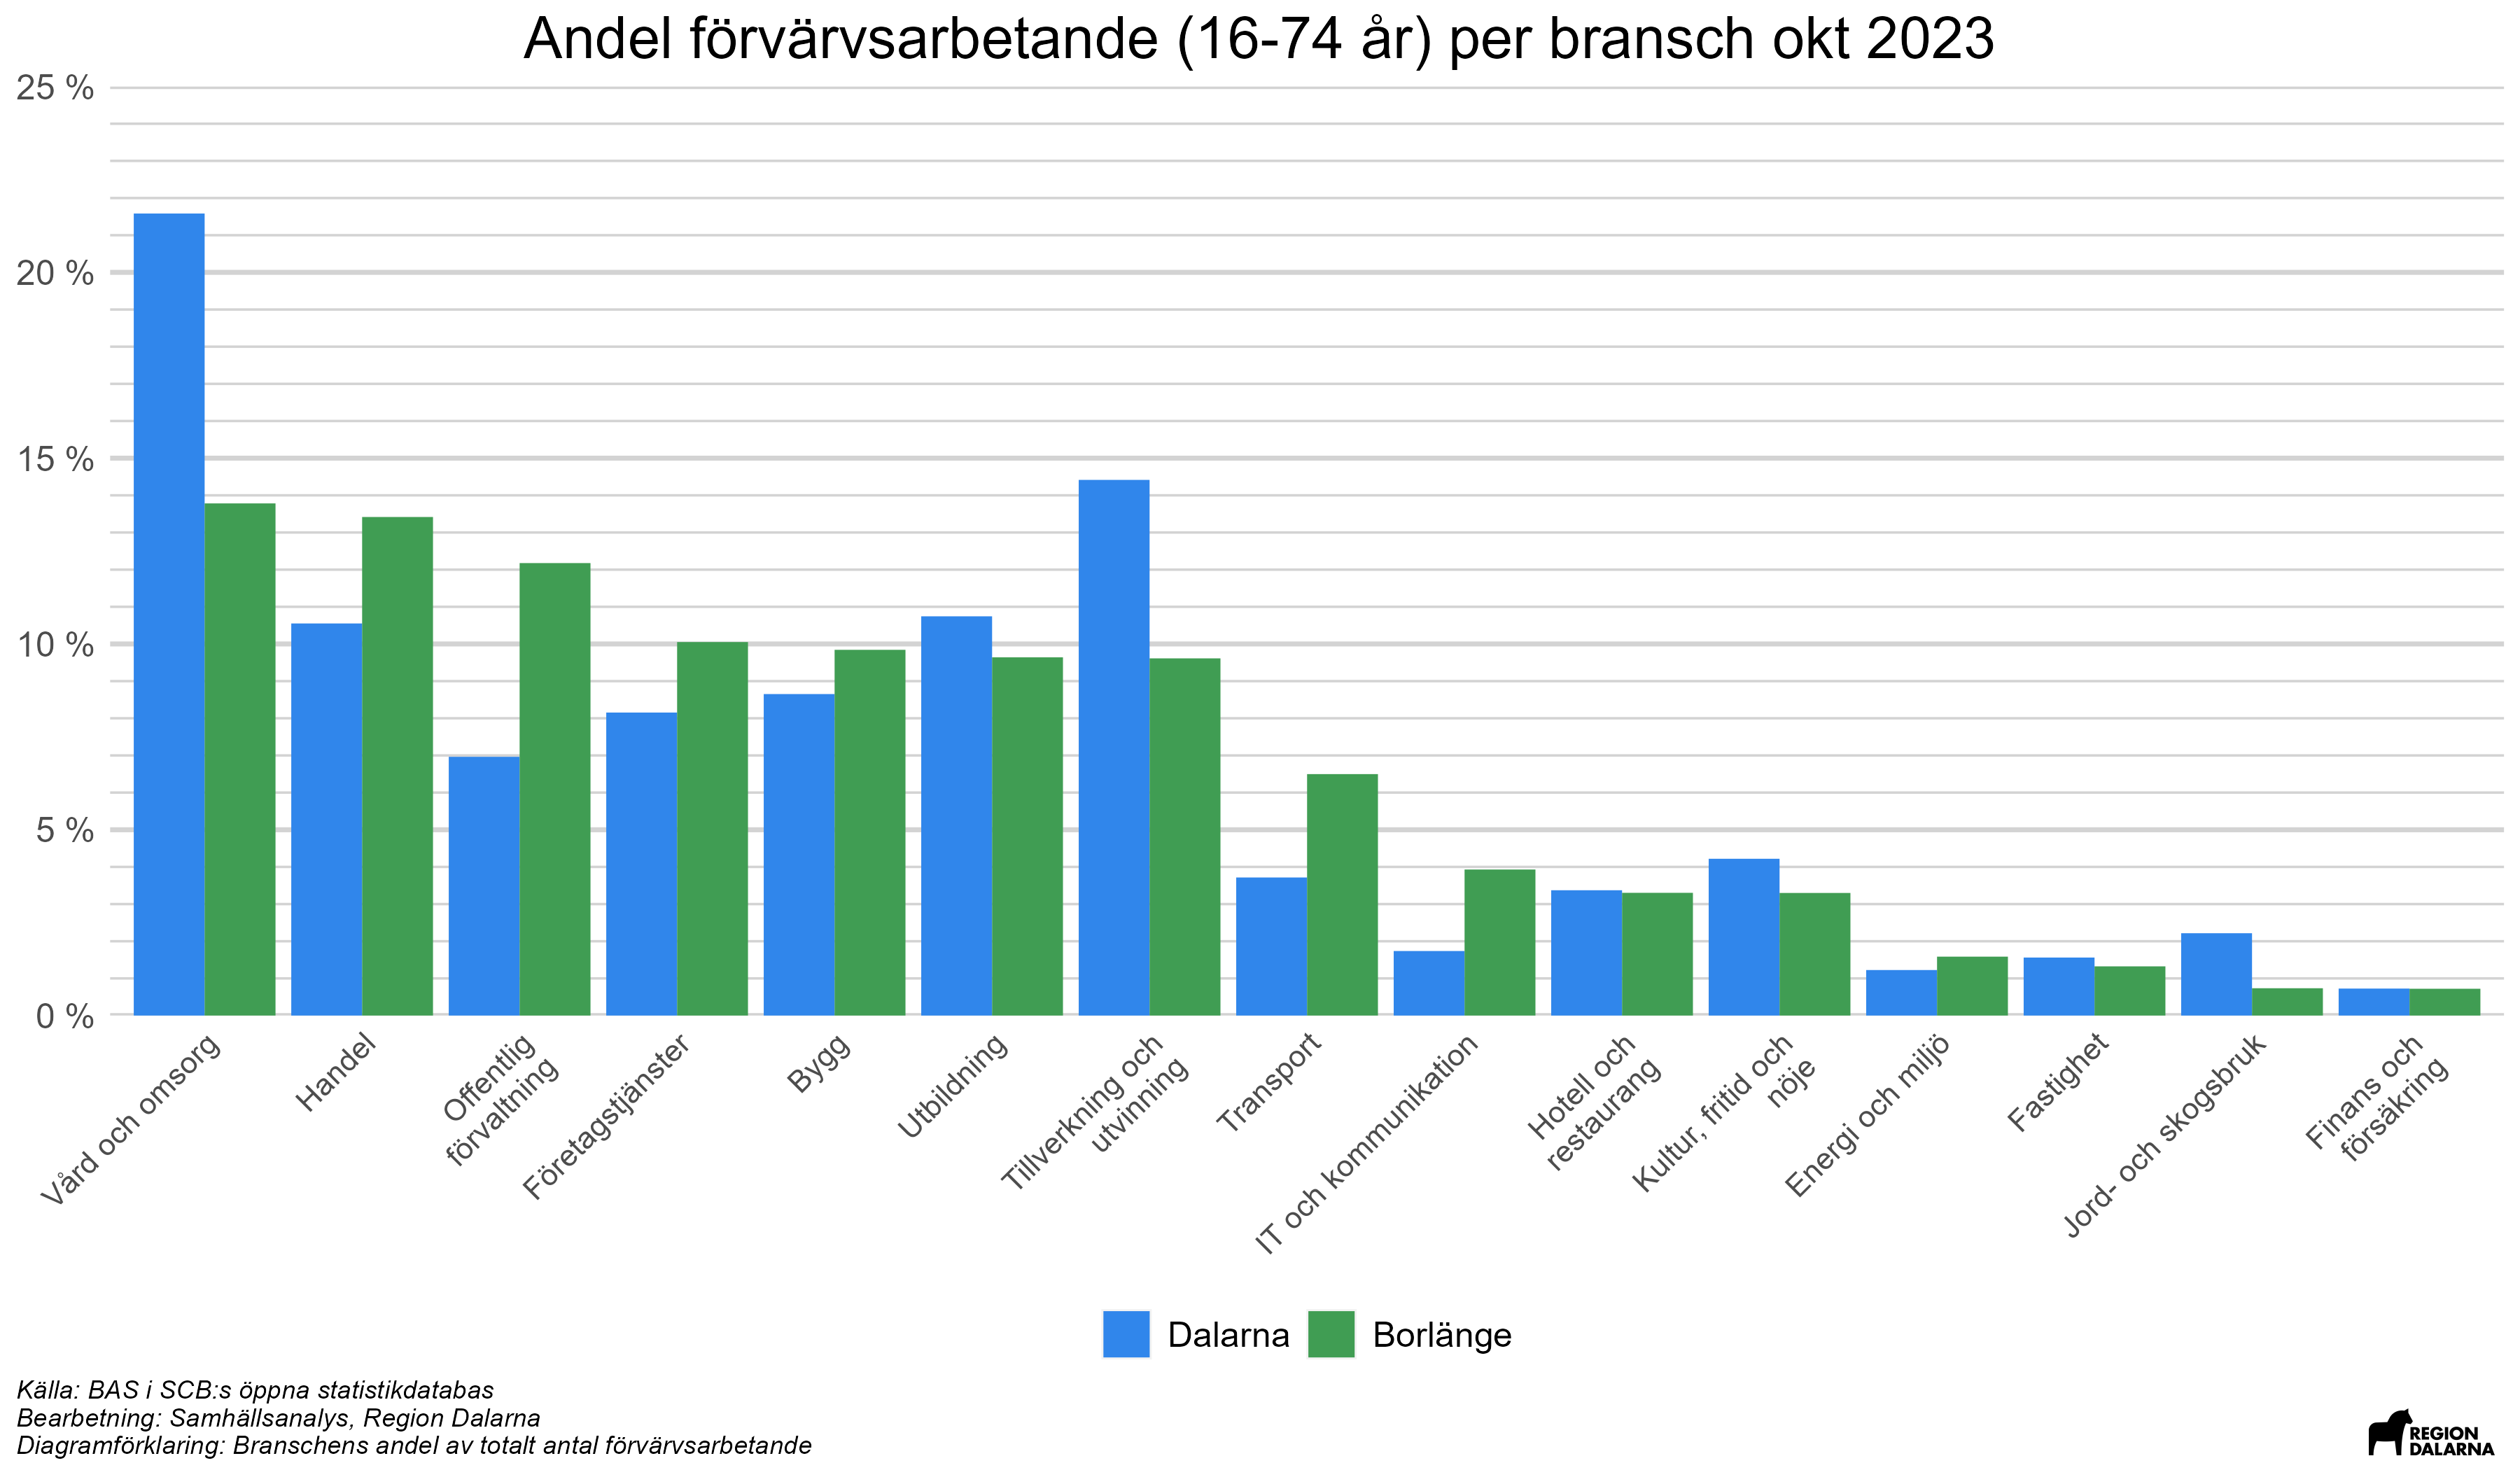 Andel förvärvsarbetande (16-74 år) per bransch okt 2023
25 %
20 %
15 %
10 %
5 %
0 %
Vård och omsorg
Handel
Offentlig
förvaltning
Företagstjänster
Bygg
Utbildning
Tillverkning och
utvinning
Transport
IT och kommunikation
Hotell och
restaurang
Kultur, fritid och
nöje
Energi och miljö
Fastighet
Jord- och skogsbruk
Finans och
försäkring
Dalarna
Borlänge
Källa: BAS i SCB:s öppna statistikdatabas
Bearbetning: Samhällsanalys, Region Dalarna
Diagramförklaring: Branschens andel av totalt antal förvärvsarbetande
REGION
DALARNA